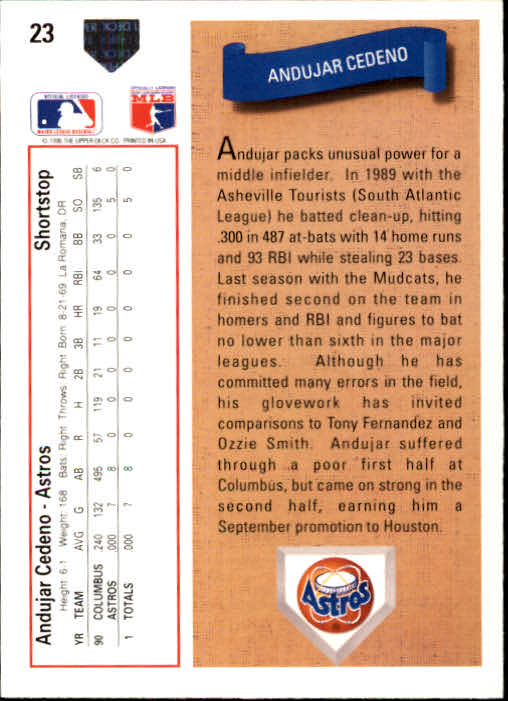 23
OFFICIAL LICENSEE
MAJOR LEAGUE BASEBALL
OFFICIALLY LICENSED
MLB
© 1990 THE UPPER DECK CO. PRINTED IN USA
Andujar Cedeno - Astros Shortstop
Height: 6-1 Weight: 168 Bats: Right Throws: Right Born: 8-21-69 La Romana, DR
YR TEAM AVG G AB R H 2B 3B HR RBI BB SO SB
90 COLUMBUS .240 132 495 57 119 21 11 19 64 33 135 6
ASTROS .000 7 8 0 0 0 0 0 0 0 5 0
1 TOTALS .000 7 8 0 0 0 0 0 0 0 5 0
ANDUJAR CEDENO
Andujar packs unusual power for a
middle infielder. In 1989 with the
Asheville Tourists (South Atlantic
League) he batted clean-up, hitting
.300 in 487 at-bats with 14 home runs
and 93 RBI while stealing 23 bases.
Last season with the Mudcats, he
finished second on the team in
homers and RBI and figures to bat
no lower than sixth in the major
leagues. Although he has
committed many errors in the field,
his glovework has invited
comparisons to Tony Fernandez and
Ozzie Smith. Andujar suffered
through a poor first half at
Columbus, but came on strong in the
second half, earning him a
September promotion to Houston.
Astros